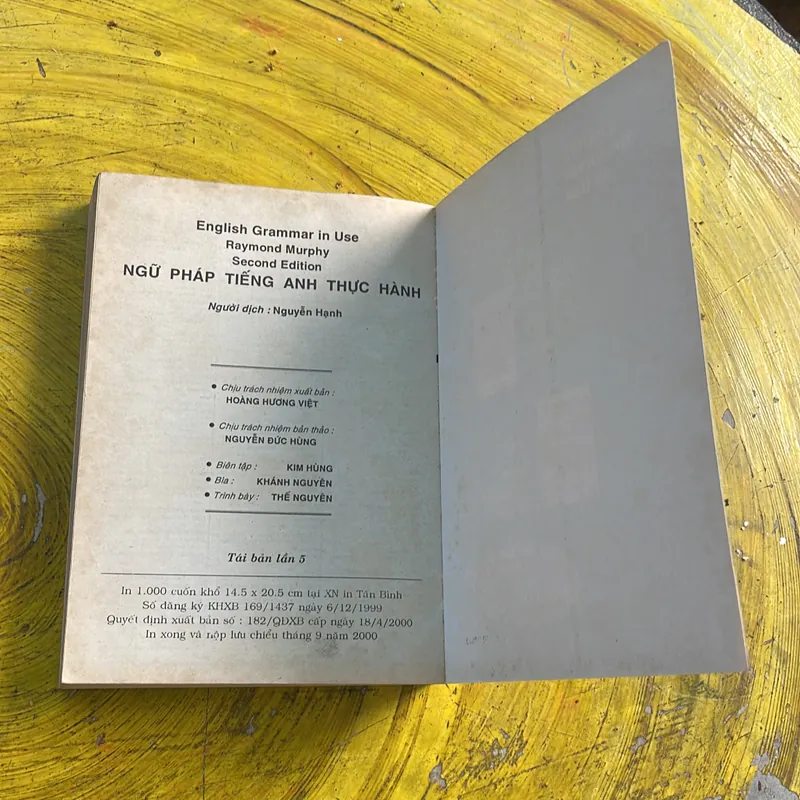 English Grammar in Use
Raymond Murphy
Second Edition
NGỮ PHÁP TIẾNG ANH THỰC HÀNH
Người dịch : Nguyễn Hạnh
• Chịu trách nhiệm xuất bản :
HOÀNG HƯƠNG VIỆT
• Chịu trách nhiệm bản thảo :
NGUYỄN ĐỨC HÙNG
• Biên tập : KIM HÙNG
• Bìa : KHÁNH NGUYÊN
• Trình bày : THẾ NGUYÊN
Tái bản lần 5
In 1.000 cuốn khổ 14.5 x 20.5 cm tại XN in Tân Bình
Số đăng ký KHXB 169/1437 ngày 6/12/1999
Quyết định xuất bản số : 182/QĐXB cấp ngày 18/4/2000
In xong và nộp lưu chiểu tháng 9 năm 2000